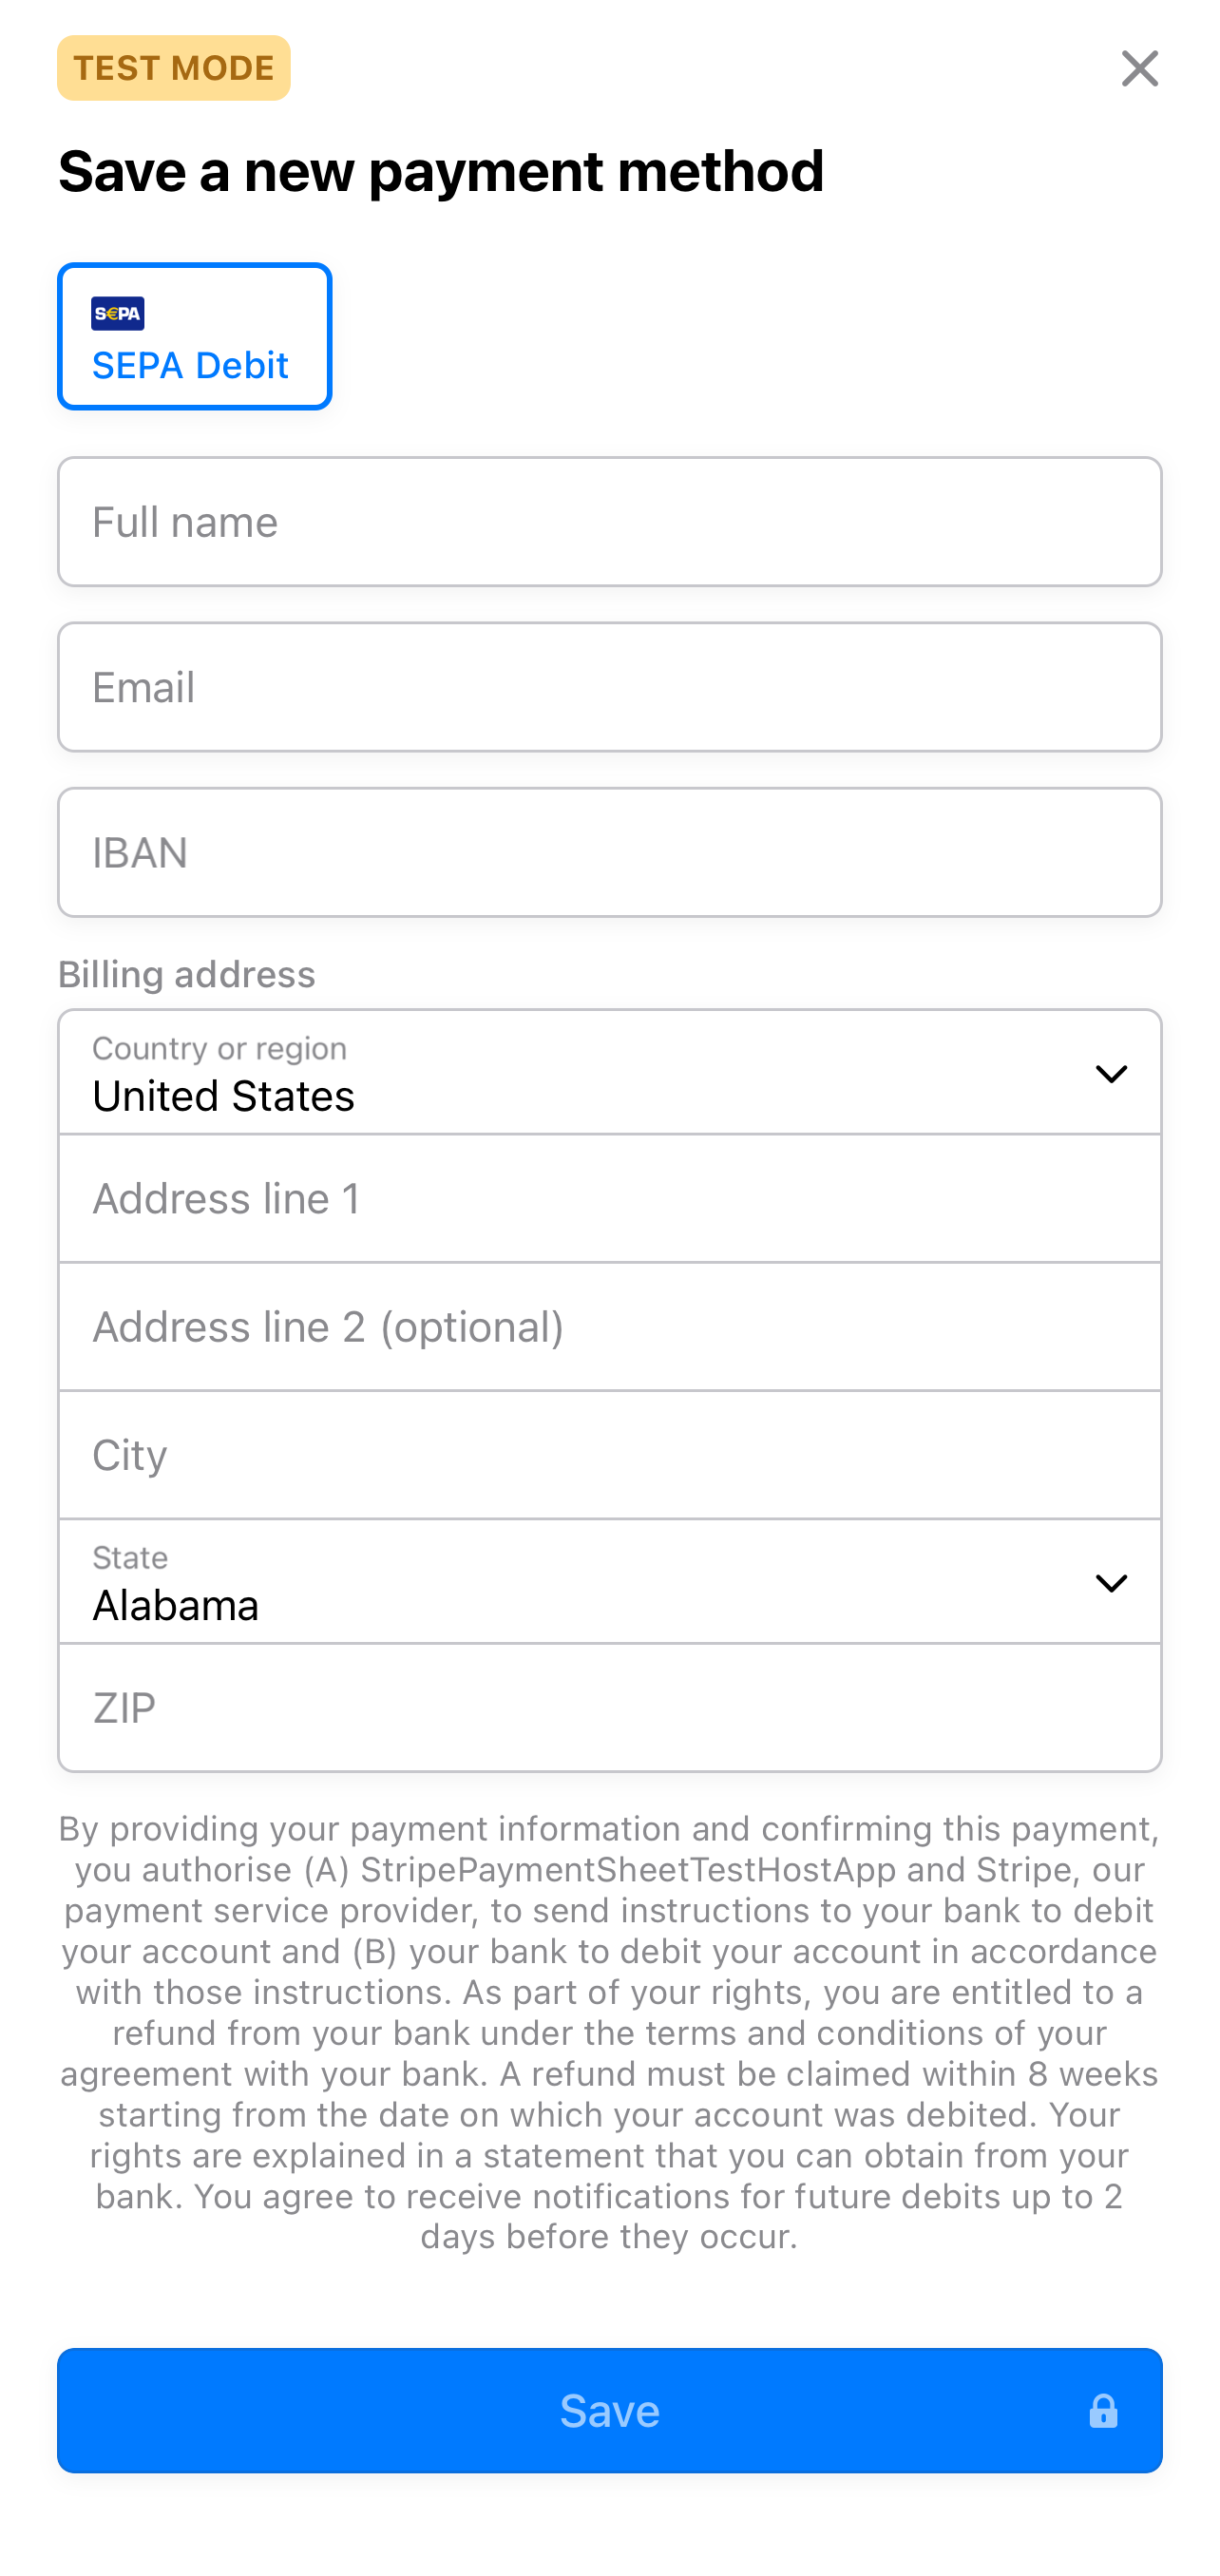 TEST MODE
Save a new payment method
S€PA
SEPA Debit
Full name
Email
IBAN
Billing address
Country or region
United States
Address line 1
Address line 2 (optional)
City
State
Alabama
ZIP
By providing your payment information and confirming this payment,
you authorise (A) StripePaymentSheetTestHostApp and Stripe, our
payment service provider, to send instructions to your bank to debit
your account and (B) your bank to debit your account in accordance
with those instructions. As part of your rights, you are entitled to a
refund from your bank under the terms and conditions of your
agreement with your bank. A refund must be claimed within 8 weeks
starting from the date on which your account was debited. Your
rights are explained in a statement that you can obtain from your
bank. You agree to receive notifications for future debits up to 2
days before they occur.
Save